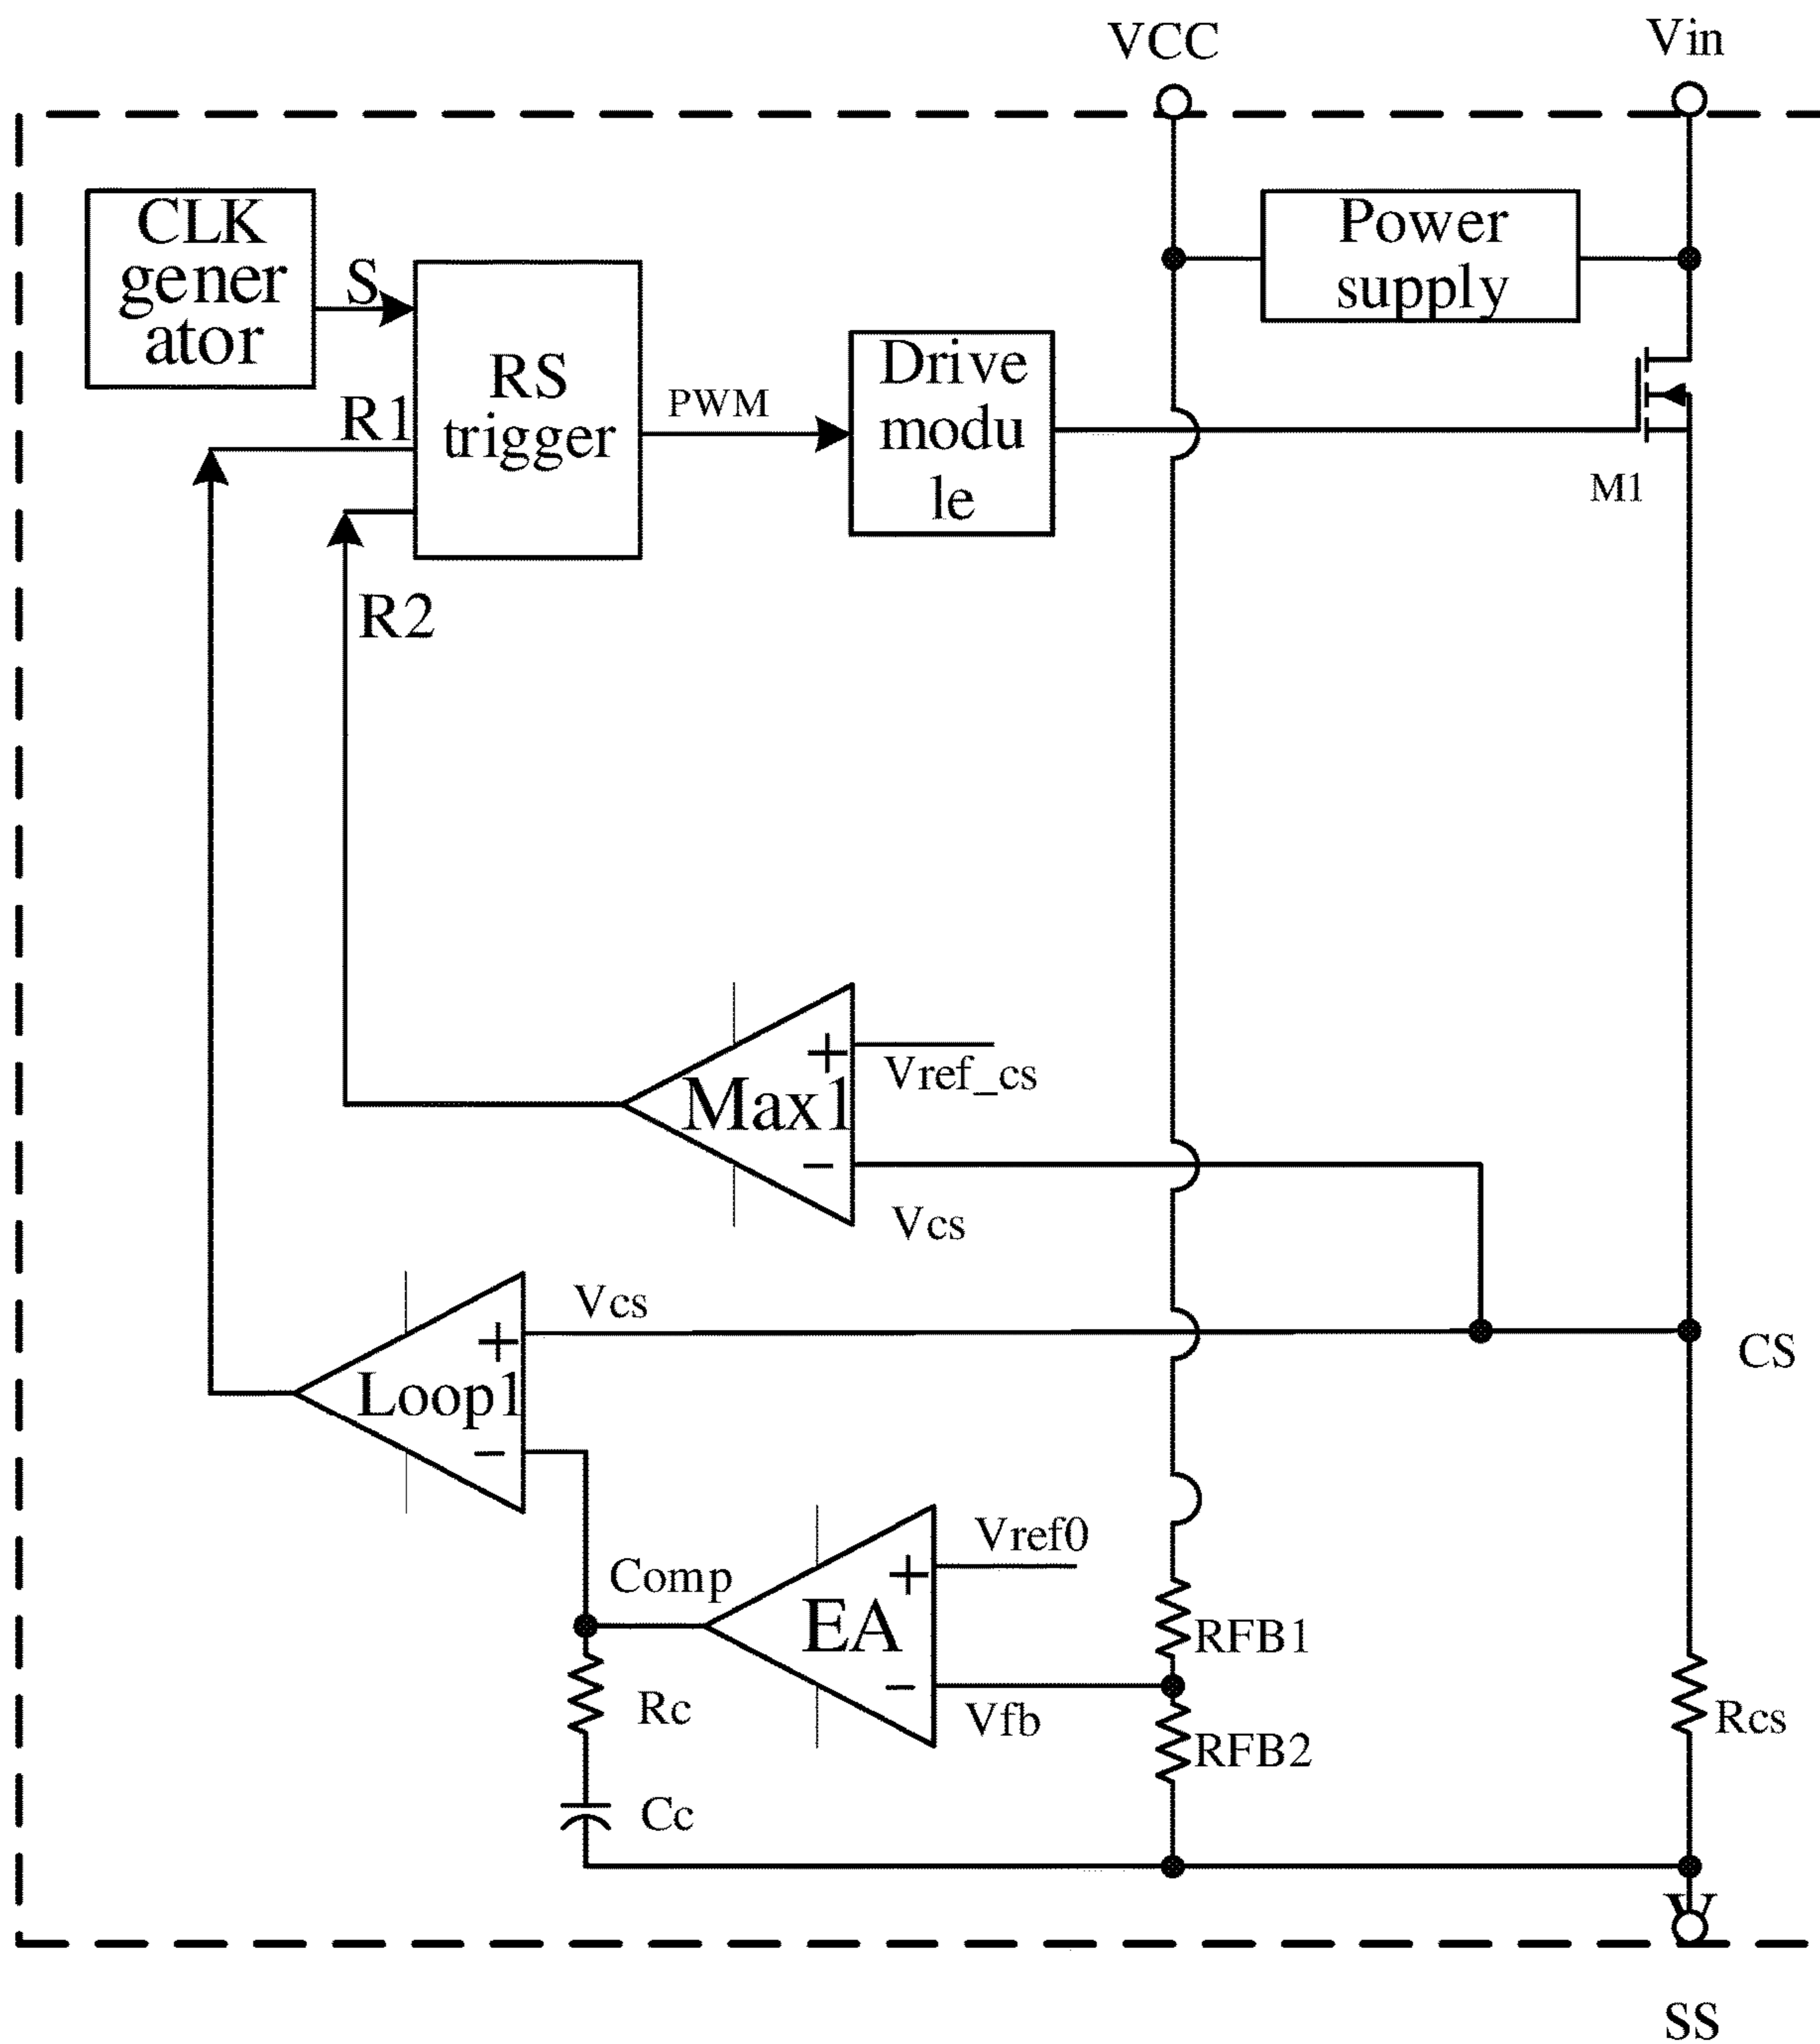 VCC
Vin
CLK
gener
ator
S
Power
supply
RS
trigger
R1
PWM
Drive
modu
le
M1
R2
+
Vref_cs
Max1
−
Vcs
Vcs
+
CS
Loop1
−
Vref0
+
Comp
EA
RFB1
−
Vfb
Rc
RFB2
Rcs
Cc
V
SS